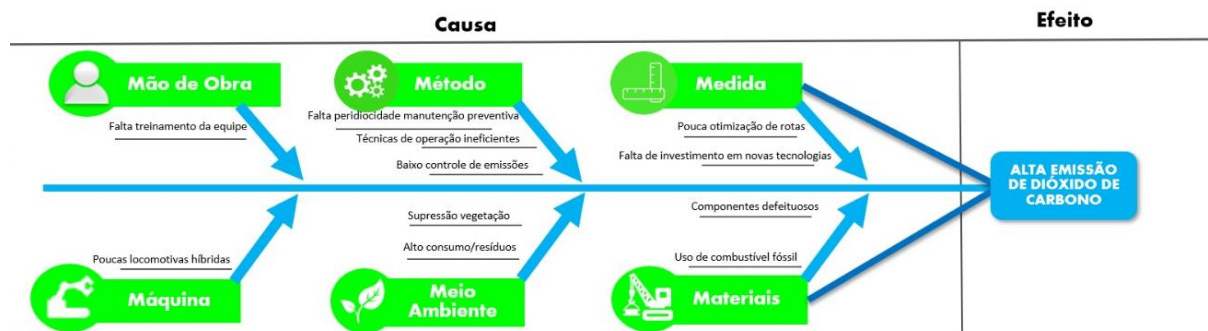 Causa
Efeito
Mão de Obra
Método
Medida
Falta treinamento da equipe
Falta peridiocidade manutenção preventiva
Técnicas de operação ineficientes
Baixo controle de emissões
Pouca otimização de rotas
Falta de investimento em novas tecnologias
ALTA EMISSÃO
DE DIÓXIDO DE
CARBONO
Poucas locomotivas híbridas
Supressão vegetação
Alto consumo/resíduos
Componentes defeituosos
Uso de combustível fóssil
Máquina
Meio
Ambiente
Materiais